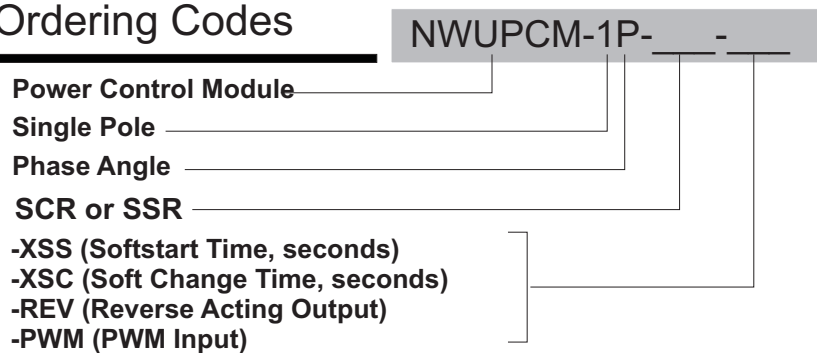 Ordering Codes
NWUPCM-1P-___-___
Power Control Module
Single Pole
Phase Angle
SCR or SSR
-XSS (Softstart Time, seconds)
-XSC (Soft Change Time, seconds)
-REV (Reverse Acting Output)
-PWM (PWM Input)